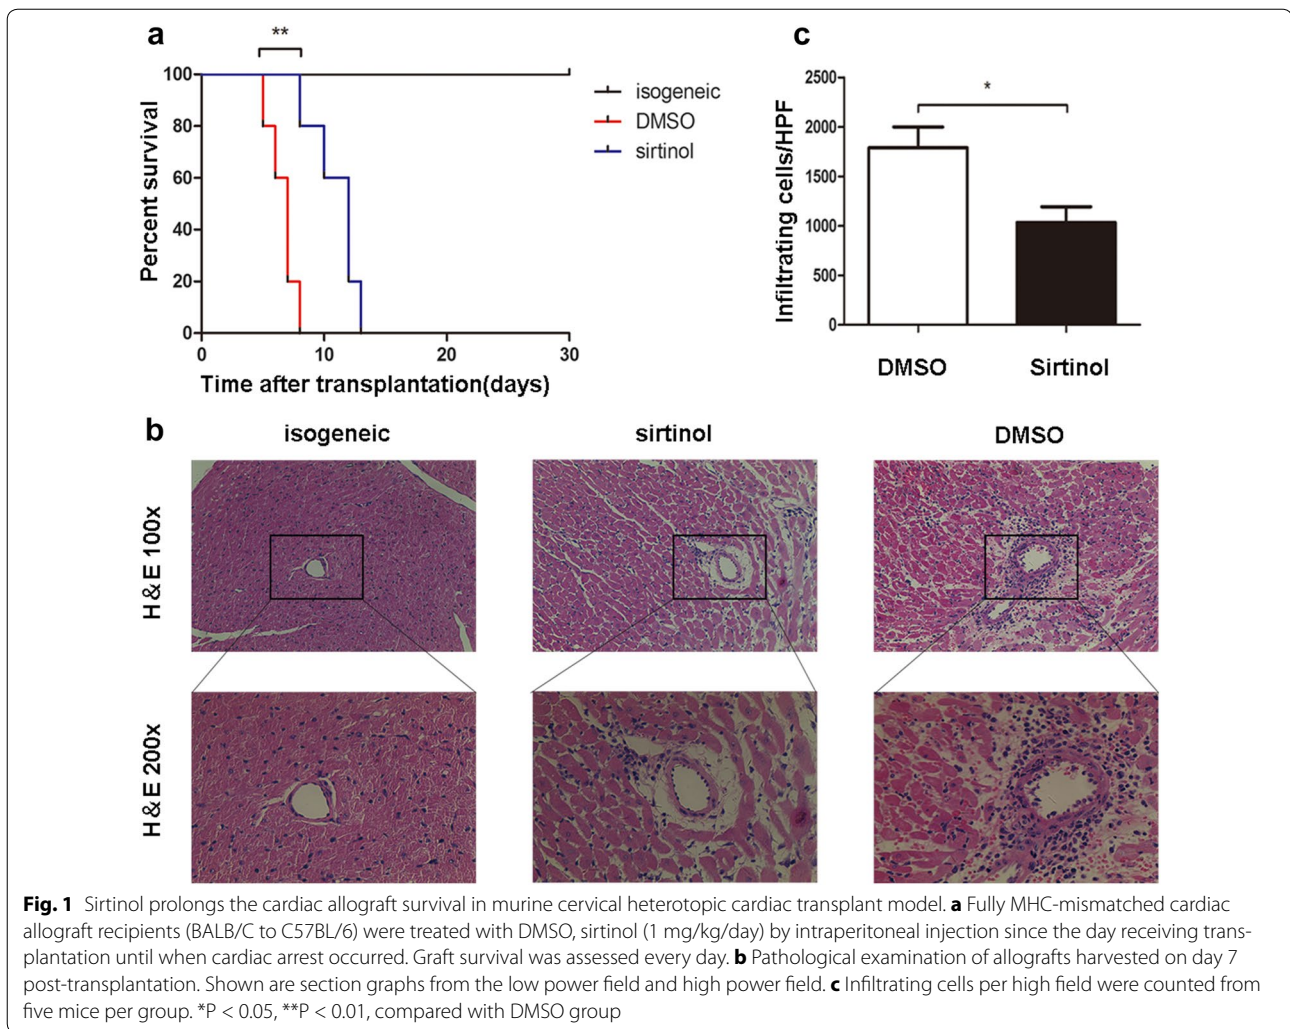 a
**
100
80
60
40
20
0
Percent survival
0 10 20 30
Time after transplantation(days)
isogeneic
DMSO
sirtinol
c
*
2500
2000
1500
1000
500
0
Infiltrating cells/HPF
DMSO Sirtinol
b
isogeneic sirtinol DMSO
H&E 100x
H&E 200x
Fig. 1 Sirtinol prolongs the cardiac allograft survival in murine cervical heterotopic cardiac transplant model. a Fully MHC-mismatched cardiac
allograft recipients (BALB/C to C57BL/6) were treated with DMSO, sirtinol (1 mg/kg/day) by intraperitoneal injection since the day receiving trans-
plantation until when cardiac arrest occurred. Graft survival was assessed every day. b Pathological examination of allografts harvested on day 7
post-transplantation. Shown are section graphs from the low power field and high power field. c Infiltrating cells per high field were counted from
five mice per group. *P < 0.05, **P < 0.01, compared with DMSO group